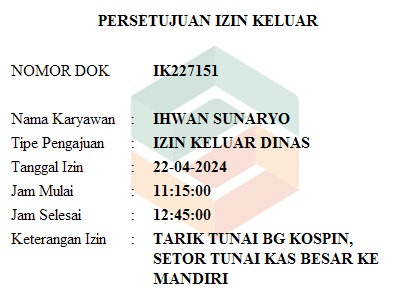 PERSETUJUAN IZIN KELUAR
NOMOR DOK IK227151
Nama Karyawan : IHWAN SUNARYO
Tipe Pengajuan : IZIN KELUAR DINAS
Tanggal Izin : 22-04-2024
Jam Mulai : 11:15:00
Jam Selesai : 12:45:00
Keterangan Izin : TARIK TUNAI BG KOSPIN,
SETOR TUNAI KAS BESAR KE
MANDIRI